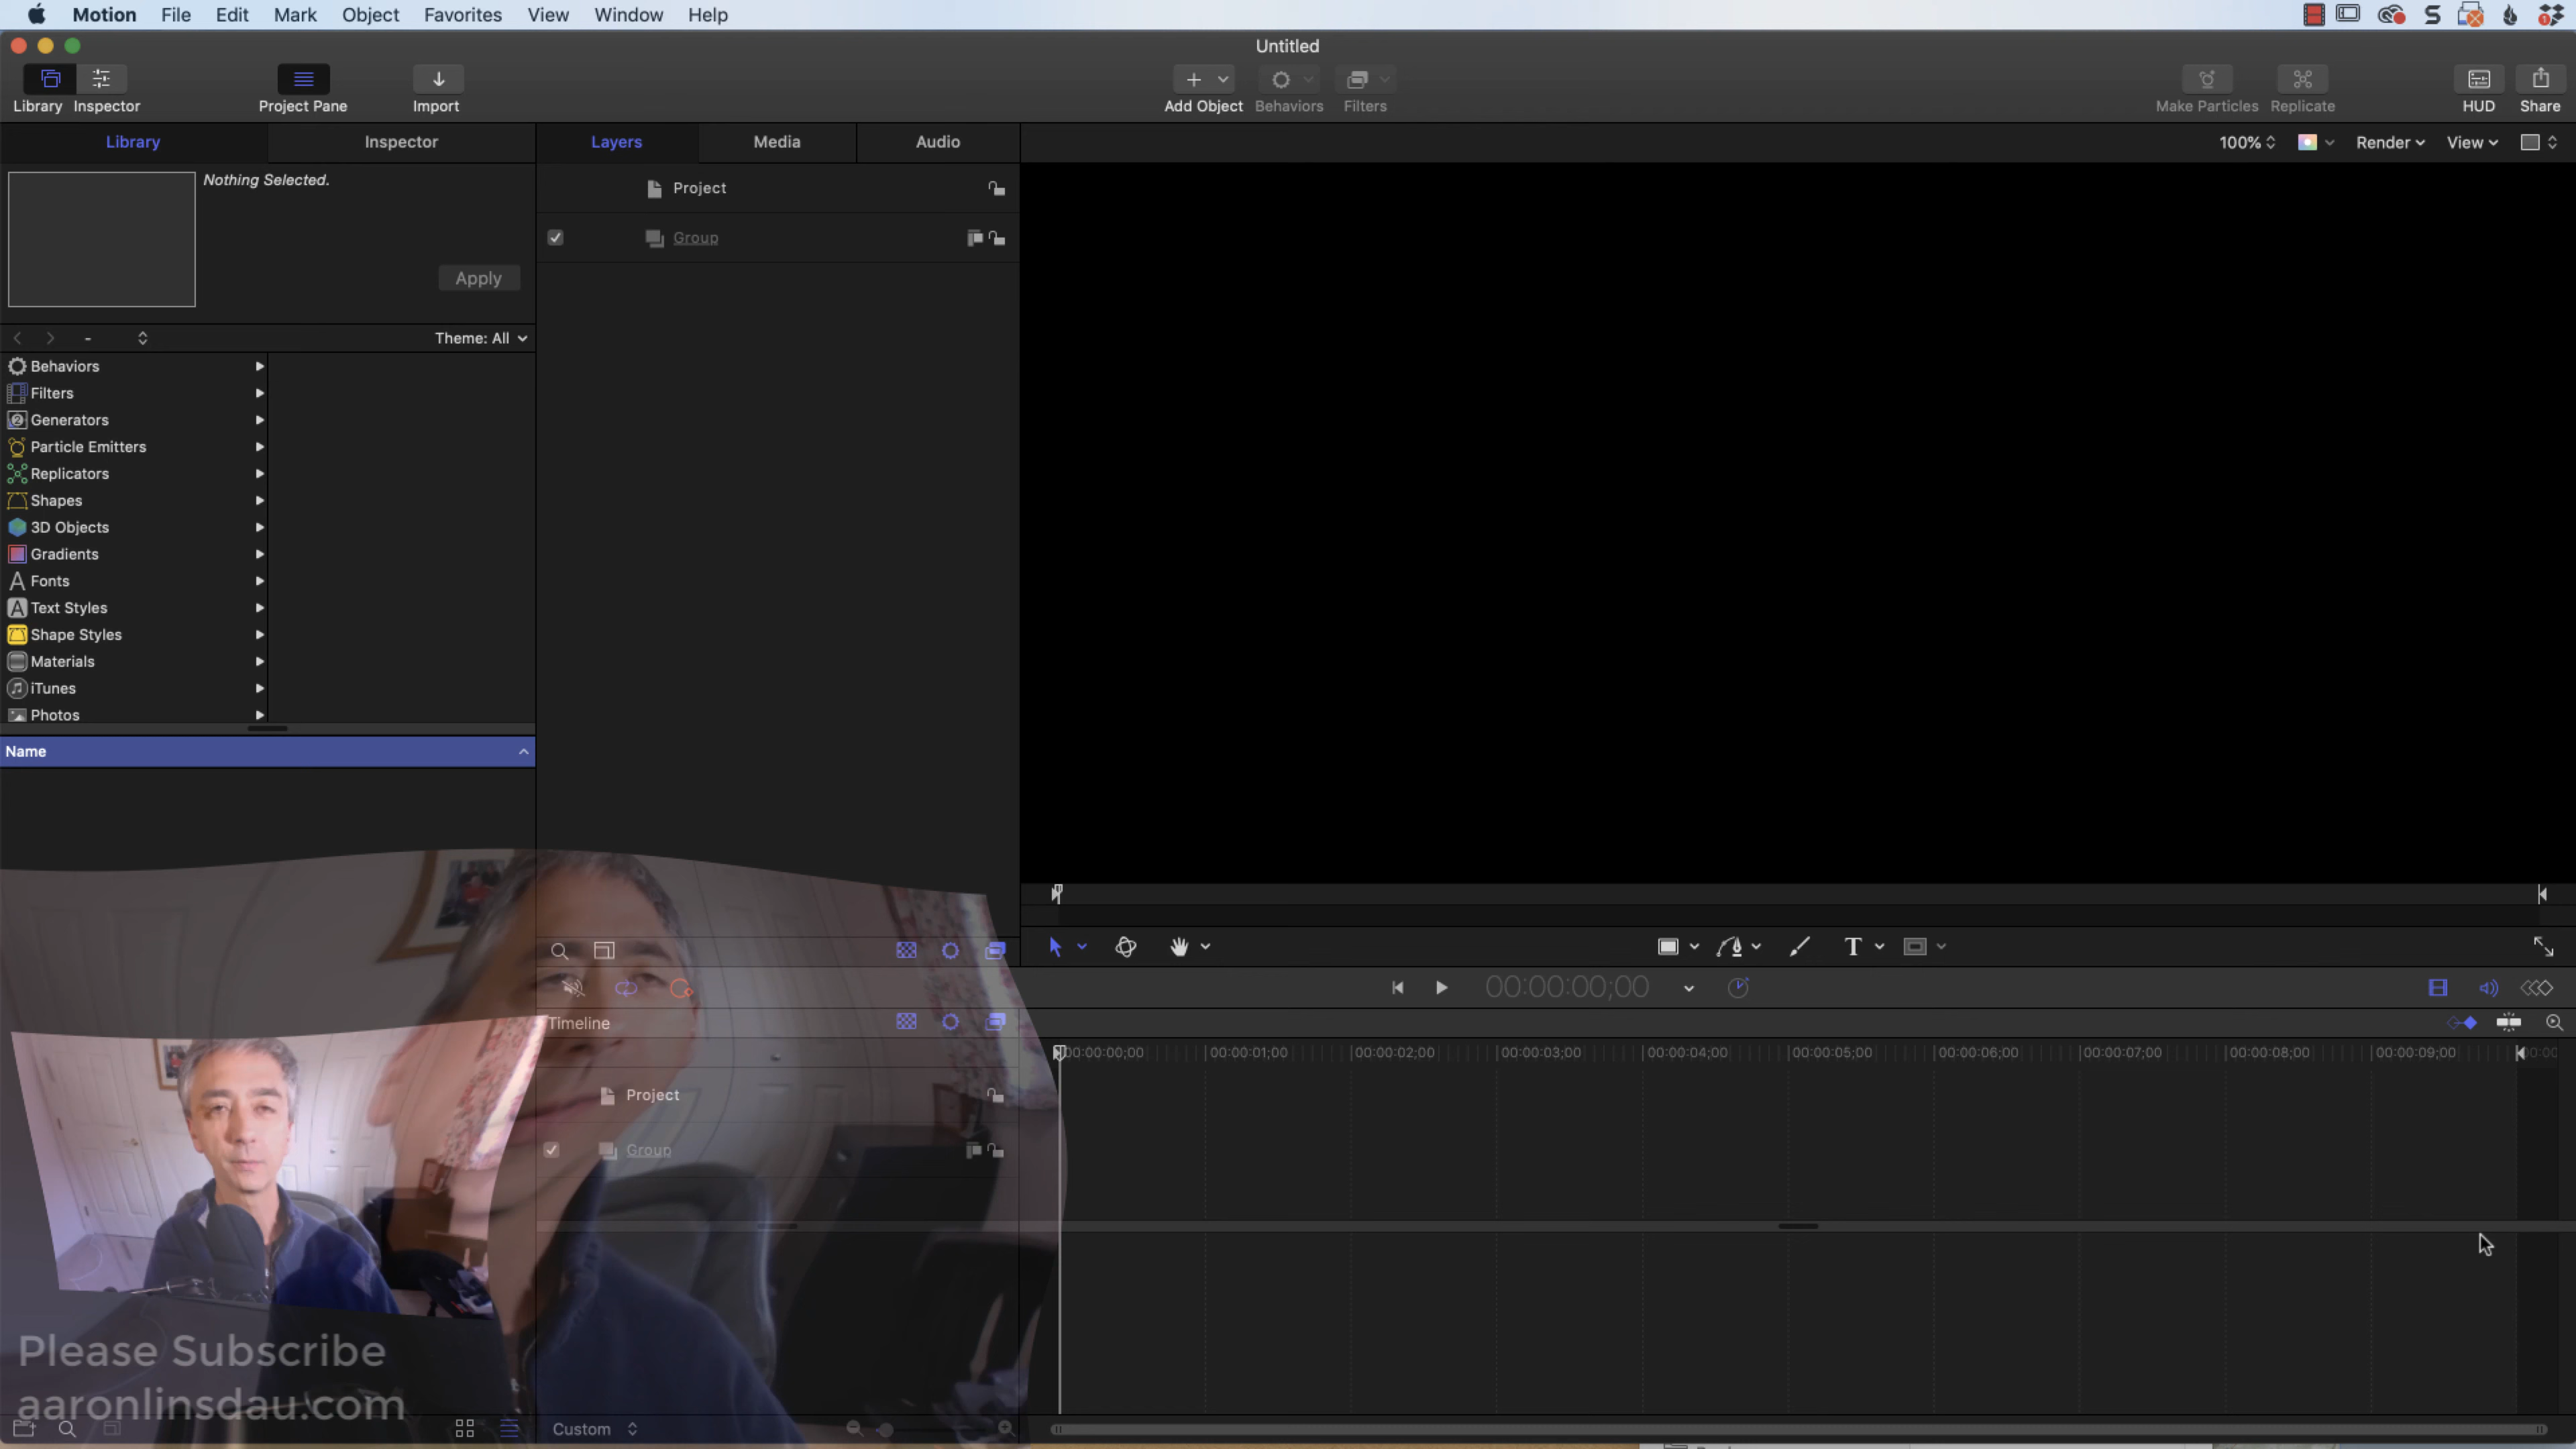 Motion File Edit Mark Object Favorites View Window Help
Untitled
Library Inspector Project Pane Import Add Object Behaviors Filters Make Particles Replicate HUD Share
Library Inspector Layers Media Audio 100% Render View
Nothing Selected.
Project
Group
Apply
- Theme: All
Behaviors
Filters
Generators
Particle Emitters
Replicators
Shapes
3D Objects
Gradients
Fonts
Text Styles
Shape Styles
Materials
iTunes
Photos
Name
T
00:00:00;00
Timeline
00:00:00;00 00:00:01;00 00:00:02;00 00:00:03;00 00:00:04;00 00:00:05;00 00:00:06;00 00:00:07;00 00:00:08;00 00:00:09;00
Project
Group
Please Subscribe
aaronlinsdau.com
Custom